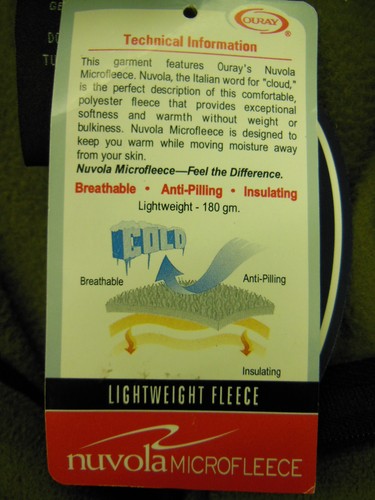 GE
DO
TU
OURAY
®
Technical Information
This garment features Ouray's Nuvola
Microfleece. Nuvola, the Italian word for "cloud,"
is the perfect description of this comfortable,
polyester fleece that provides exceptional
softness and warmth without weight or
bulkiness. Nuvola Microfleece is designed to
keep you warm while moving moisture away
from your skin.
Nuvola Microfleece—Feel the Difference.
Breathable • Anti-Pilling • Insulating
Lightweight - 180 gm.
COLD
Breathable Anti-Pilling
Insulating
LIGHTWEIGHT FLEECE
nuvola MICROFLEECE